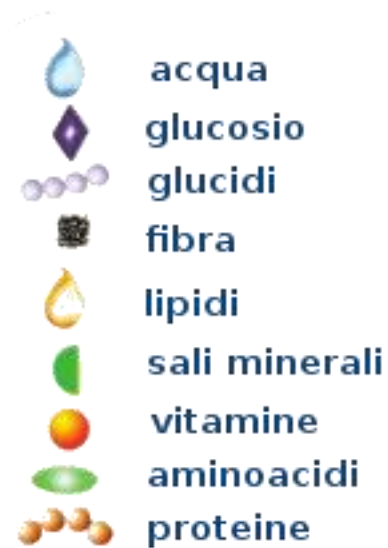 acqua
glucosio
glucidi
fibra
lipidi
sali minerali
vitamine
aminoacidi
proteine